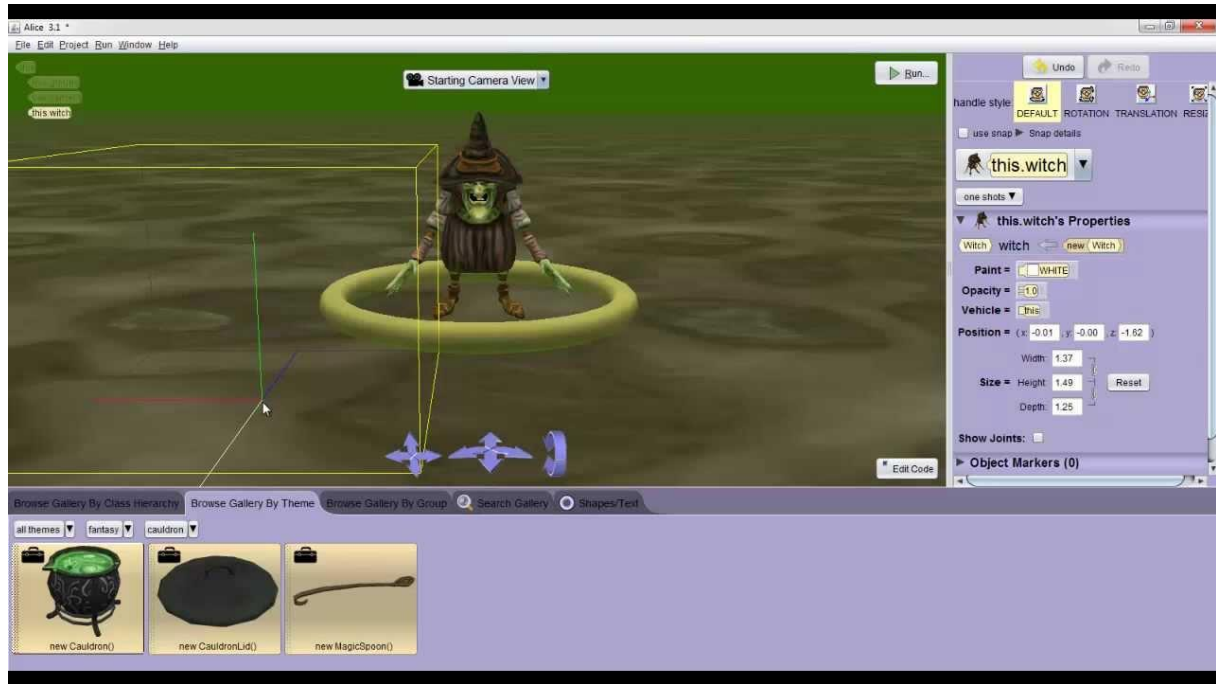 Alice 3.1 *
File Edit Project Run Window Help
this.witch
Starting Camera View
Run...
Undo
Redo
handle style:
DEFAULT
ROTATION
TRANSLATION
RESIZ
use snap
Snap details
this.witch
one shots
this.witch's Properties
Witch witch new Witch
Paint = WHITE
Opacity = 1.0
Vehicle = this
Position = ( x: -0.01 , y: -0.00 , z: -1.62 )
Width: 1.37
Size = Height: 1.49 Reset
Depth: 1.25
Show Joints:
Object Markers (0)
Edit Code
Browse Gallery By Class Hierarchy
Browse Gallery By Theme
Browse Gallery By Group
Search Gallery
Shapes/Text
all themes
fantasy
cauldron
new Cauldron()
new CauldronLid()
new MagicSpoon()